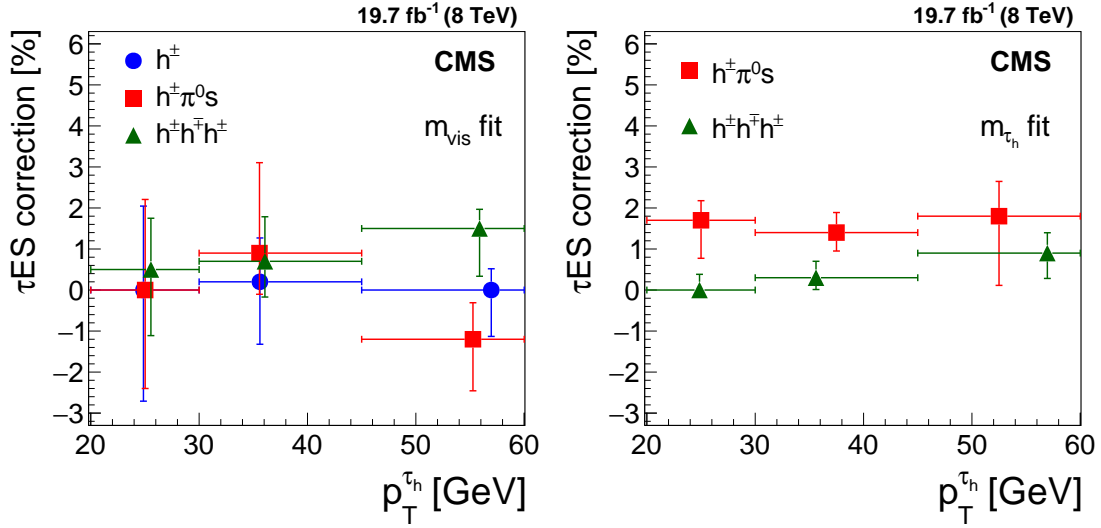 19.7 fb⁻¹ (8 TeV)
τES correction [%]
6
5
4
3
2
1
0
−1
−2
−3
h±
h±π⁰s
h±h∓h±
CMS
m_vis fit
20 30 40 50 60
p_T^τ_h [GeV]
19.7 fb⁻¹ (8 TeV)
τES correction [%]
6
5
4
3
2
1
0
−1
−2
−3
h±π⁰s
h±h∓h±
CMS
m_τ_h fit
20 30 40 50 60
p_T^τ_h [GeV]